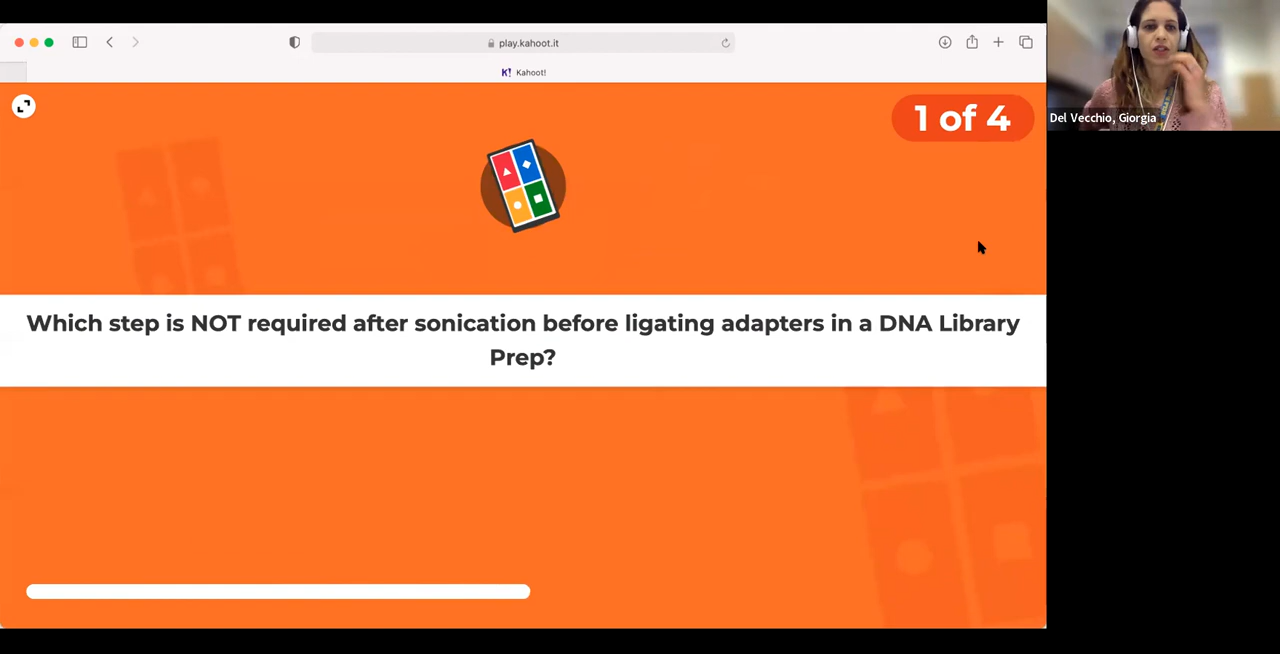 play.kahoot.it
K! Kahoot!
1 of 4
Del Vecchio, Giorgia
Which step is NOT required after sonication before ligating adapters in a DNA Library
Prep?